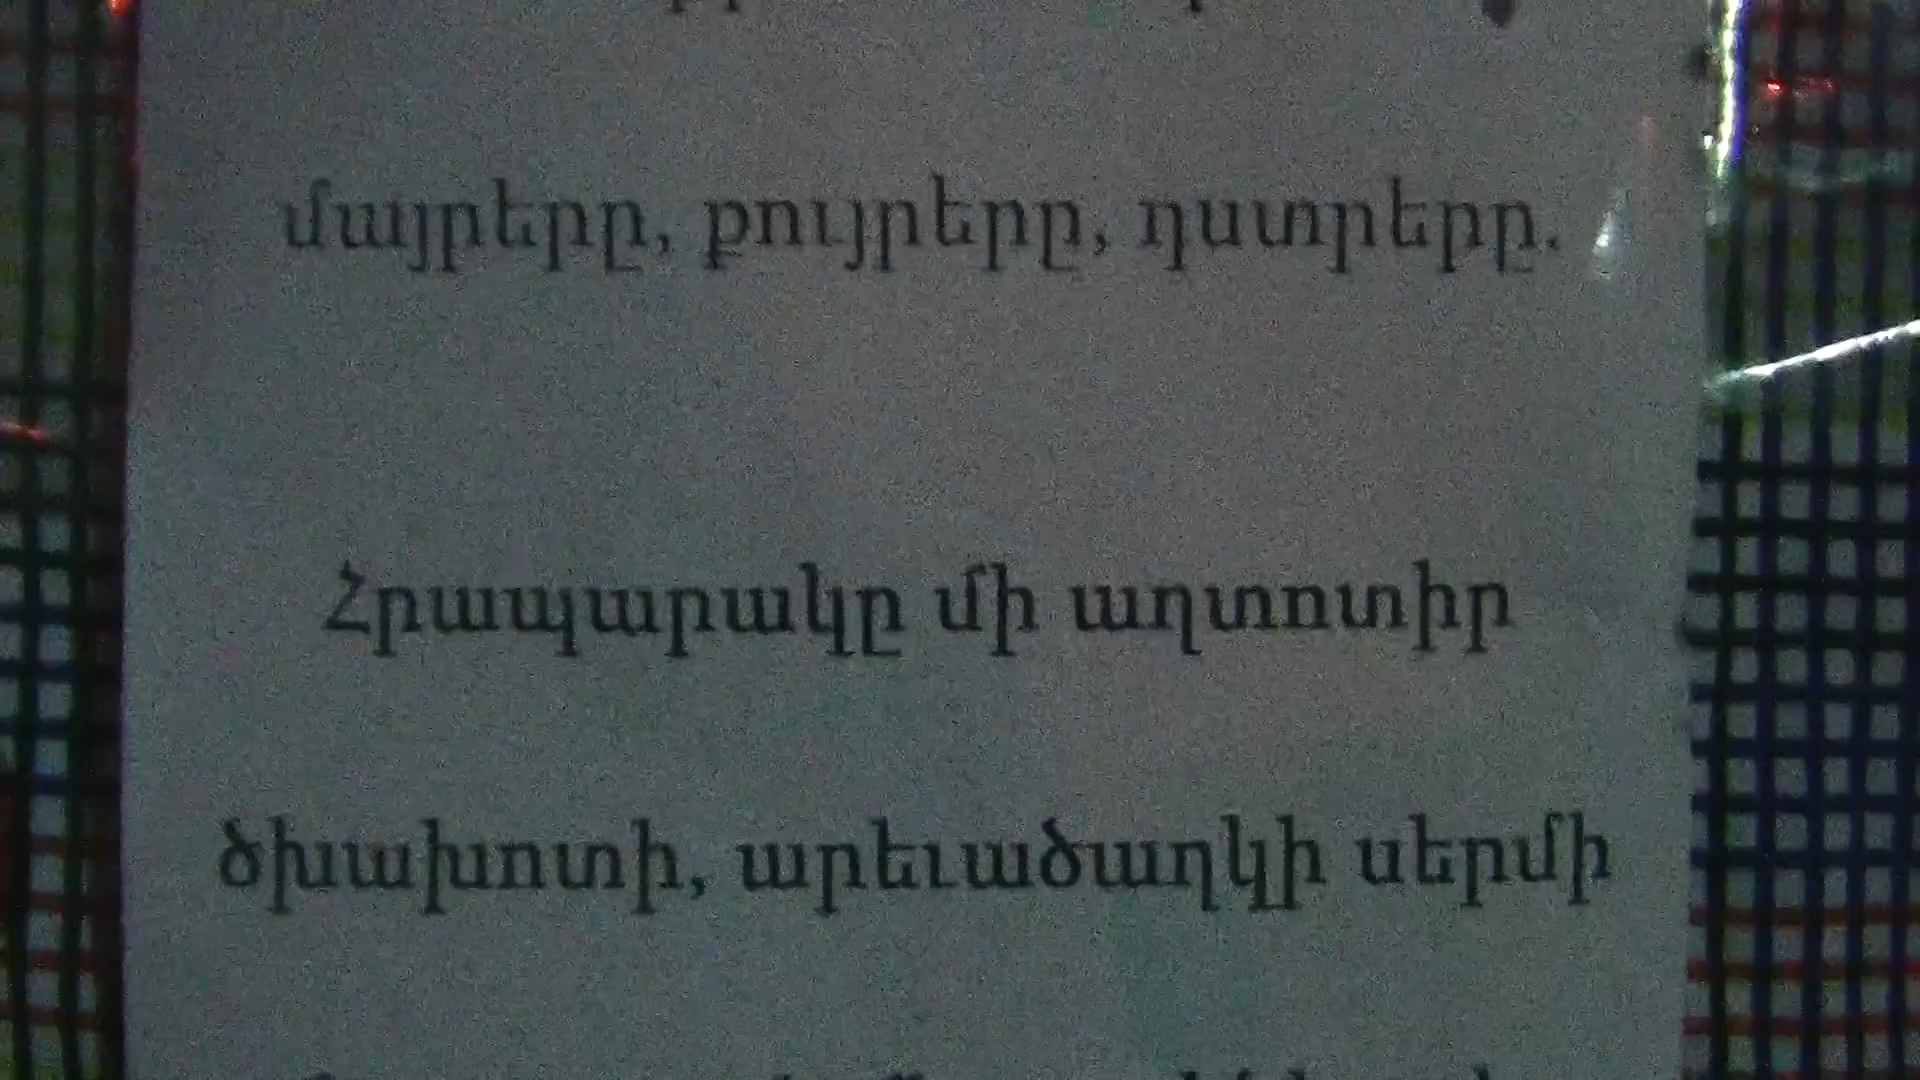 մայրերը, քույրերը, դստրերը.
Հրապարակը մի աղտոտիր
ծխախոտի, արեւածաղկի սերմի